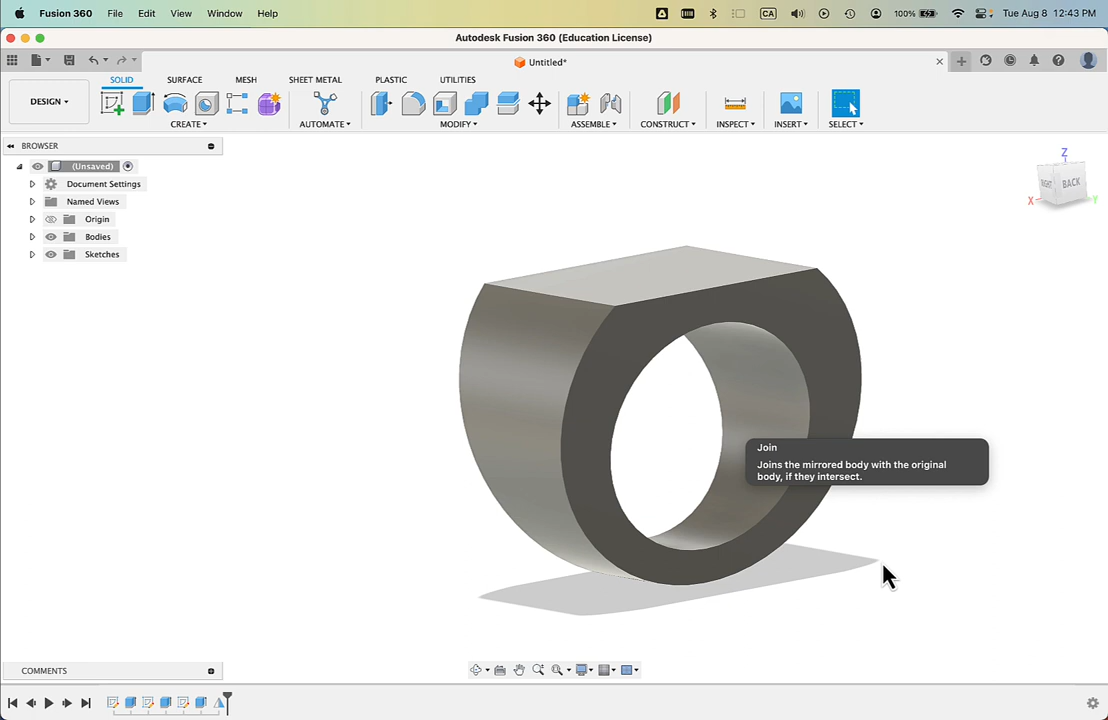 Fusion 360 File Edit View Window Help CA 100% Tue Aug 8 12:43 PM
Autodesk Fusion 360 (Education License)
Untitled*
SOLID SURFACE MESH SHEET METAL PLASTIC UTILITIES
DESIGN
CREATE AUTOMATE MODIFY ASSEMBLE CONSTRUCT INSPECT INSERT SELECT
BROWSER
(Unsaved)
Document Settings
Named Views
Origin
Bodies
Sketches
Z
RIGHT BACK
X Y
Join
Joins the mirrored body with the original
body, if they intersect.
COMMENTS